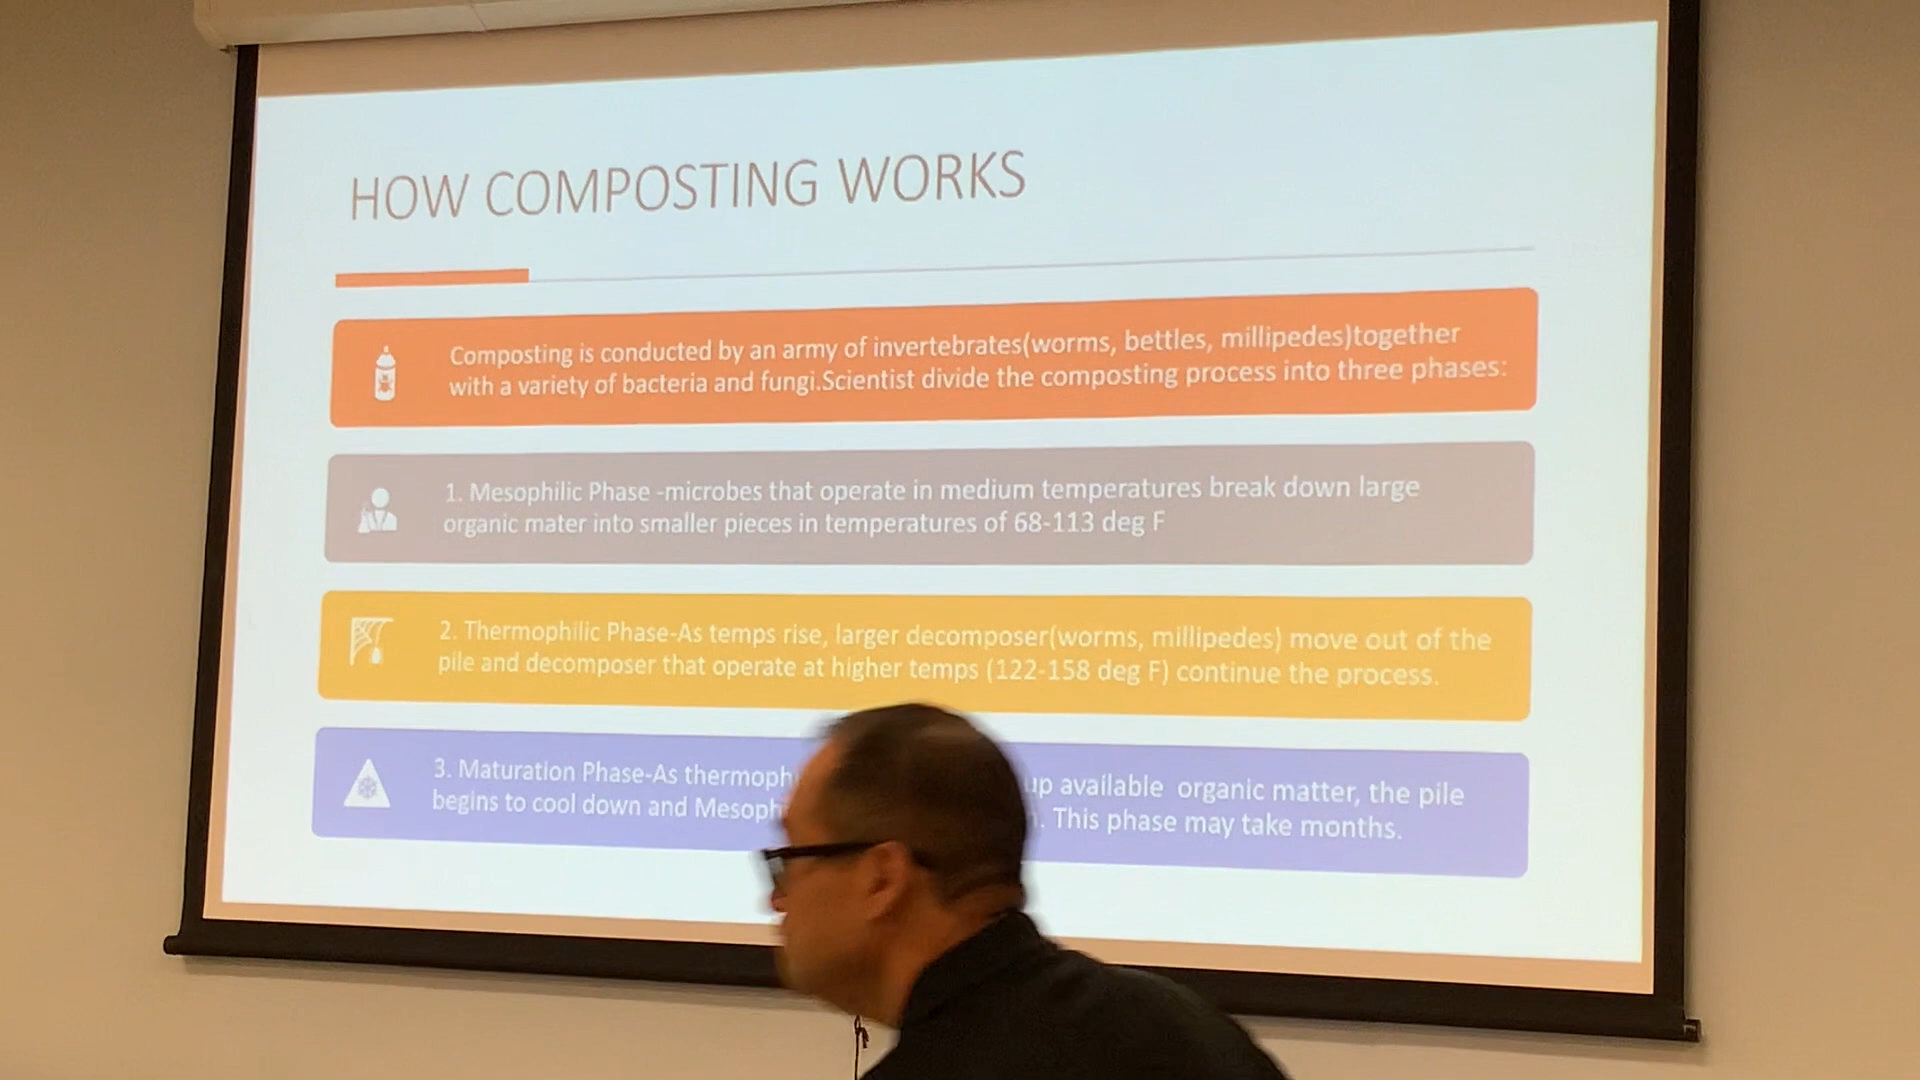 HOW COMPOSTING WORKS
Composting is conducted by an army of invertebrates(worms, bettles, millipedes)together
with a variety of bacteria and fungi.Scientist divide the composting process into three phases:
1. Mesophilic Phase -microbes that operate in medium temperatures break down large
organic mater into smaller pieces in temperatures of 68-113 deg F
2. Thermophilic Phase-As temps rise, larger decomposer(worms, millipedes) move out of the
pile and decomposer that operate at higher temps (122-158 deg F) continue the process.
3. Maturation Phase-As up available organic matter, the pile
begins to cool down and This phase may take months.